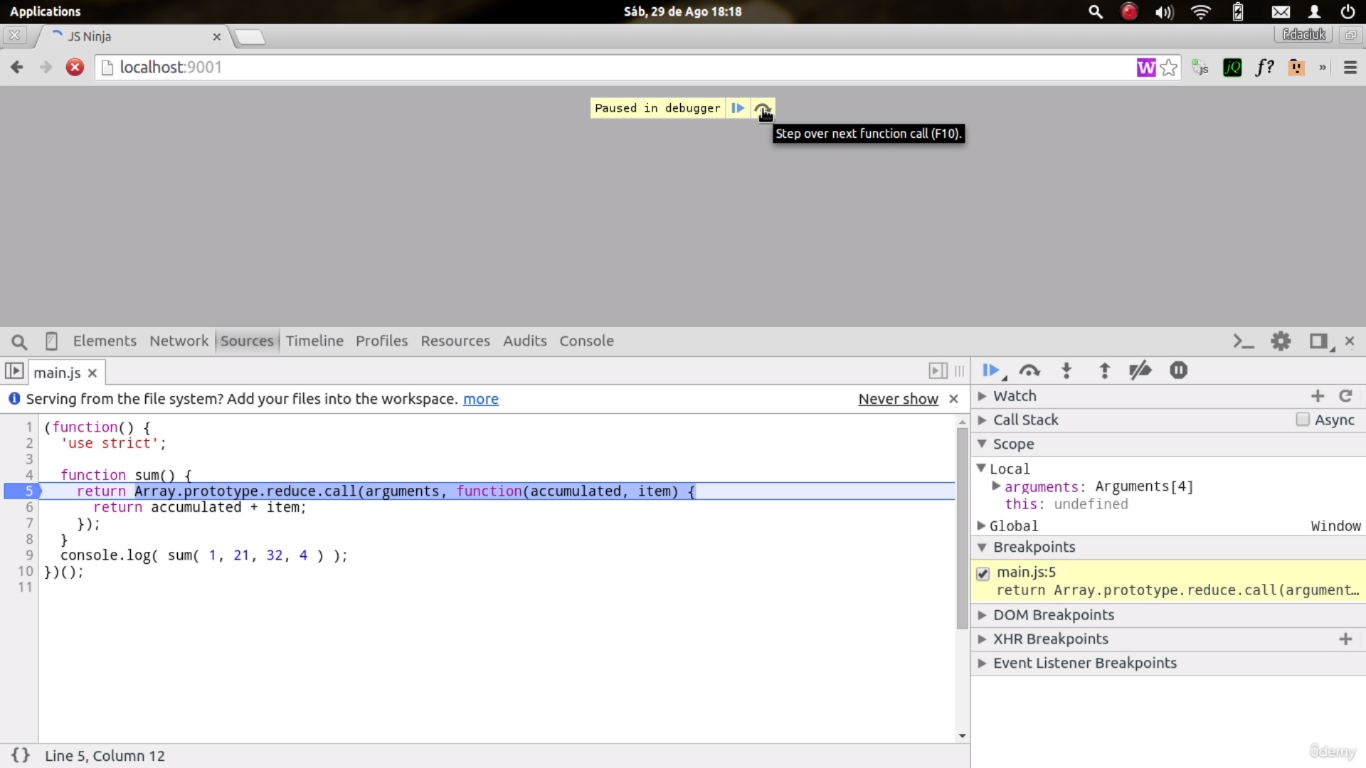 Applications
Sáb, 29 de Ago 18:18
JS Ninja
f.daciuk
localhost:9001
W
js
jQ
f?
»
Paused in debugger
Step over next function call (F10).
Elements Network Sources Timeline Profiles Resources Audits Console
main.js
Serving from the file system? Add your files into the workspace. more
Never show
1 (function() {
2 'use strict';
3
4 function sum() {
5 return Array.prototype.reduce.call(arguments, function(accumulated, item) {
6 return accumulated + item;
7 });
8 }
9 console.log( sum( 1, 21, 32, 4 ) );
10 })();
11
{} Line 5, Column 12
Watch
Call Stack
Async
Scope
Local
arguments: Arguments[4]
this: undefined
Global Window
Breakpoints
main.js:5
return Array.prototype.reduce.call(argument…
DOM Breakpoints
XHR Breakpoints
Event Listener Breakpoints
ûdemy